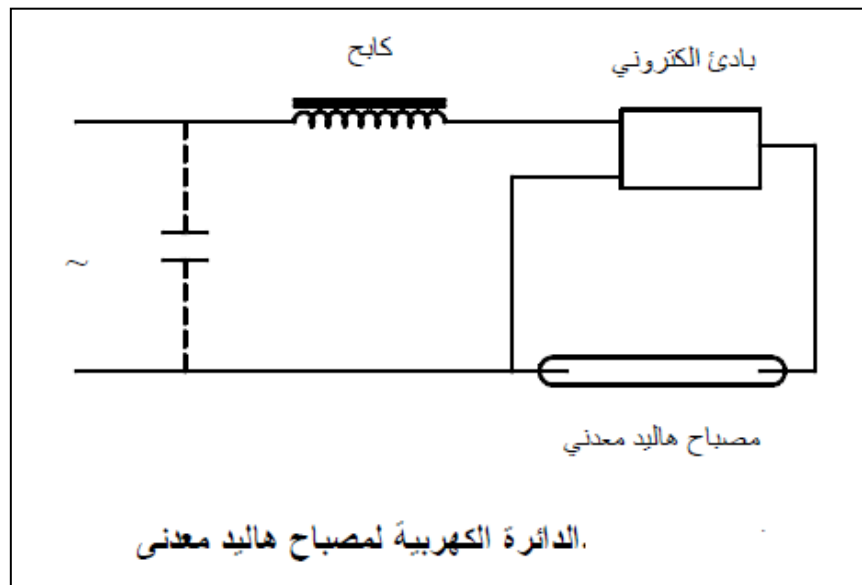 كابح
بادئ الكتروني
~
مصباح هاليد معدني
الدائرة الكهربية لمصباح هاليد معدنى.